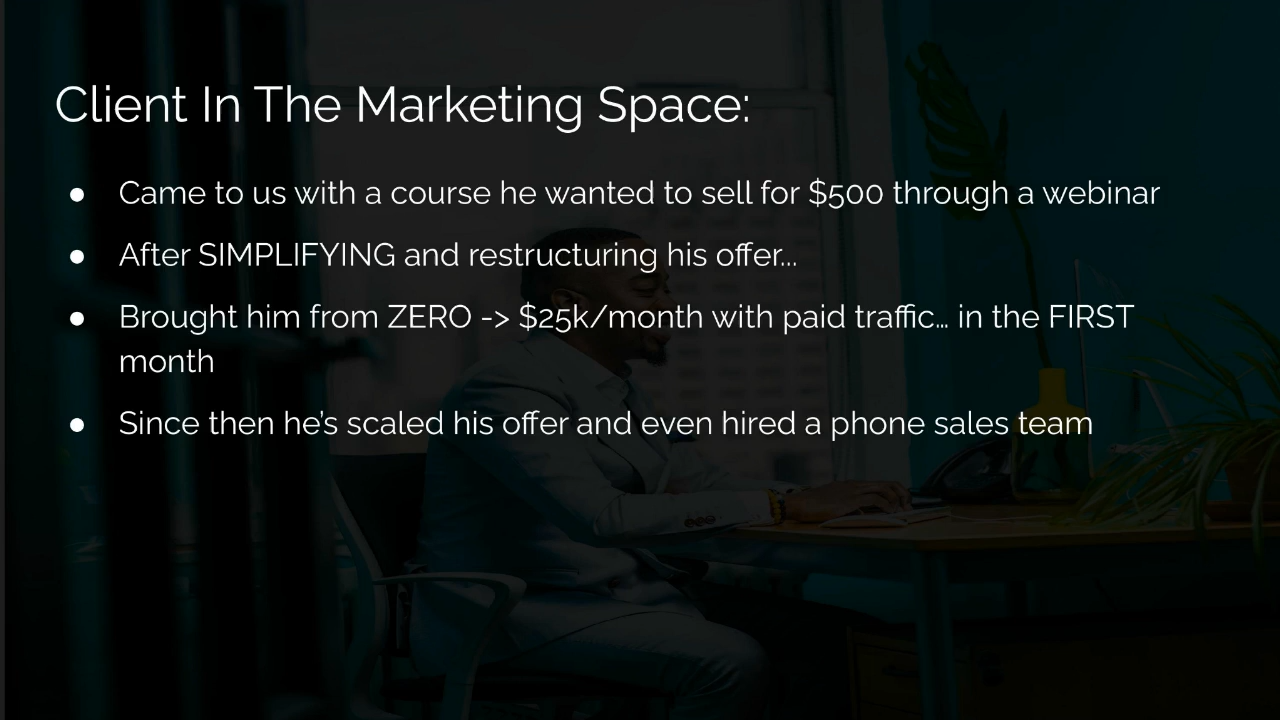 Client In The Marketing Space:
● Came to us with a course he wanted to sell for $500 through a webinar
● After SIMPLIFYING and restructuring his offer...
● Brought him from ZERO -> $25k/month with paid traffic… in the FIRST
month
● Since then he’s scaled his offer and even hired a phone sales team